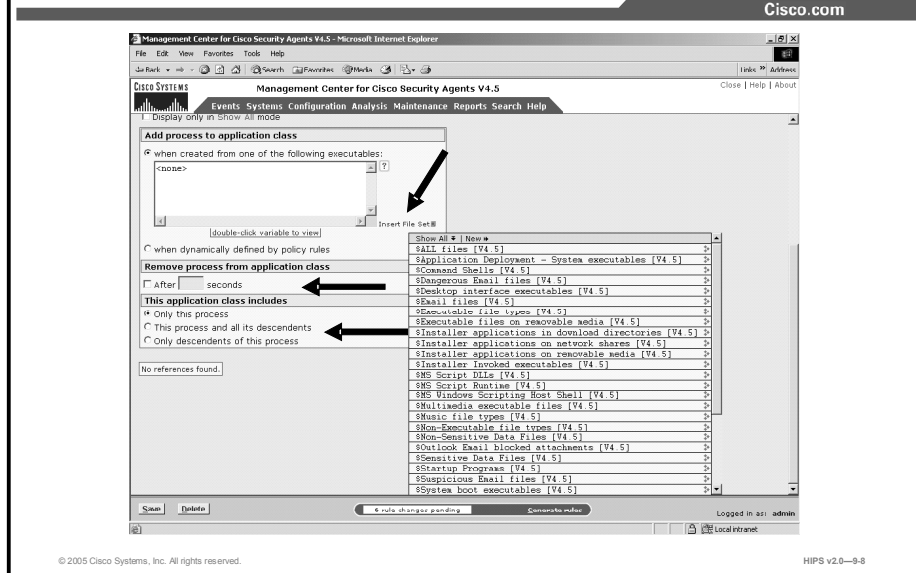 Cisco.com
Management Center for Cisco Security Agents V4.5 - Microsoft Internet Explorer
File Edit View Favorites Tools Help
Back Search Favorites Media Links » Address
CISCO SYSTEMS
Management Center for Cisco Security Agents V4.5
Close | Help | About
Events Systems Configuration Analysis Maintenance Reports Search Help
Display only in Show All mode
Add process to application class
when created from one of the following executables:
<none>
?
Insert File Set
[double-click variable to view]
when dynamically defined by policy rules
Remove process from application class
After seconds
This application class includes
Only this process
This process and all its descendents
Only descendents of this process
No references found.
Show All | New
$ALL files [V4.5]
$Application Deployment - System executables [V4.5]
$Command Shells [V4.5]
$Dangerous Email files [V4.5]
$Desktop interface executables [V4.5]
$Email files [V4.5]
$Executable file types [V4.5]
$Executable files on removable media [V4.5]
$Installer applications in download directories [V4.5]
$Installer applications on network shares [V4.5]
$Installer applications on removable media [V4.5]
$Installer Invoked executables [V4.5]
$MS Script DLLs [V4.5]
$MS Script Runtime [V4.5]
$MS Windows Scripting Host Shell [V4.5]
$Multimedia executable files [V4.5]
$Music file types [V4.5]
$Non-Executable file types [V4.5]
$Non-Sensitive Data Files [V4.5]
$Outlook Email blocked attachments [V4.5]
$Sensitive Data Files [V4.5]
$Startup Programs [V4.5]
$Suspicious Email files [V4.5]
$System boot executables [V4.5]
Save Delete
6 rule changes pending Generate rules
Logged in as: admin
Local intranet
© 2005 Cisco Systems, Inc. All rights reserved.
HIPS v2.0—9-8